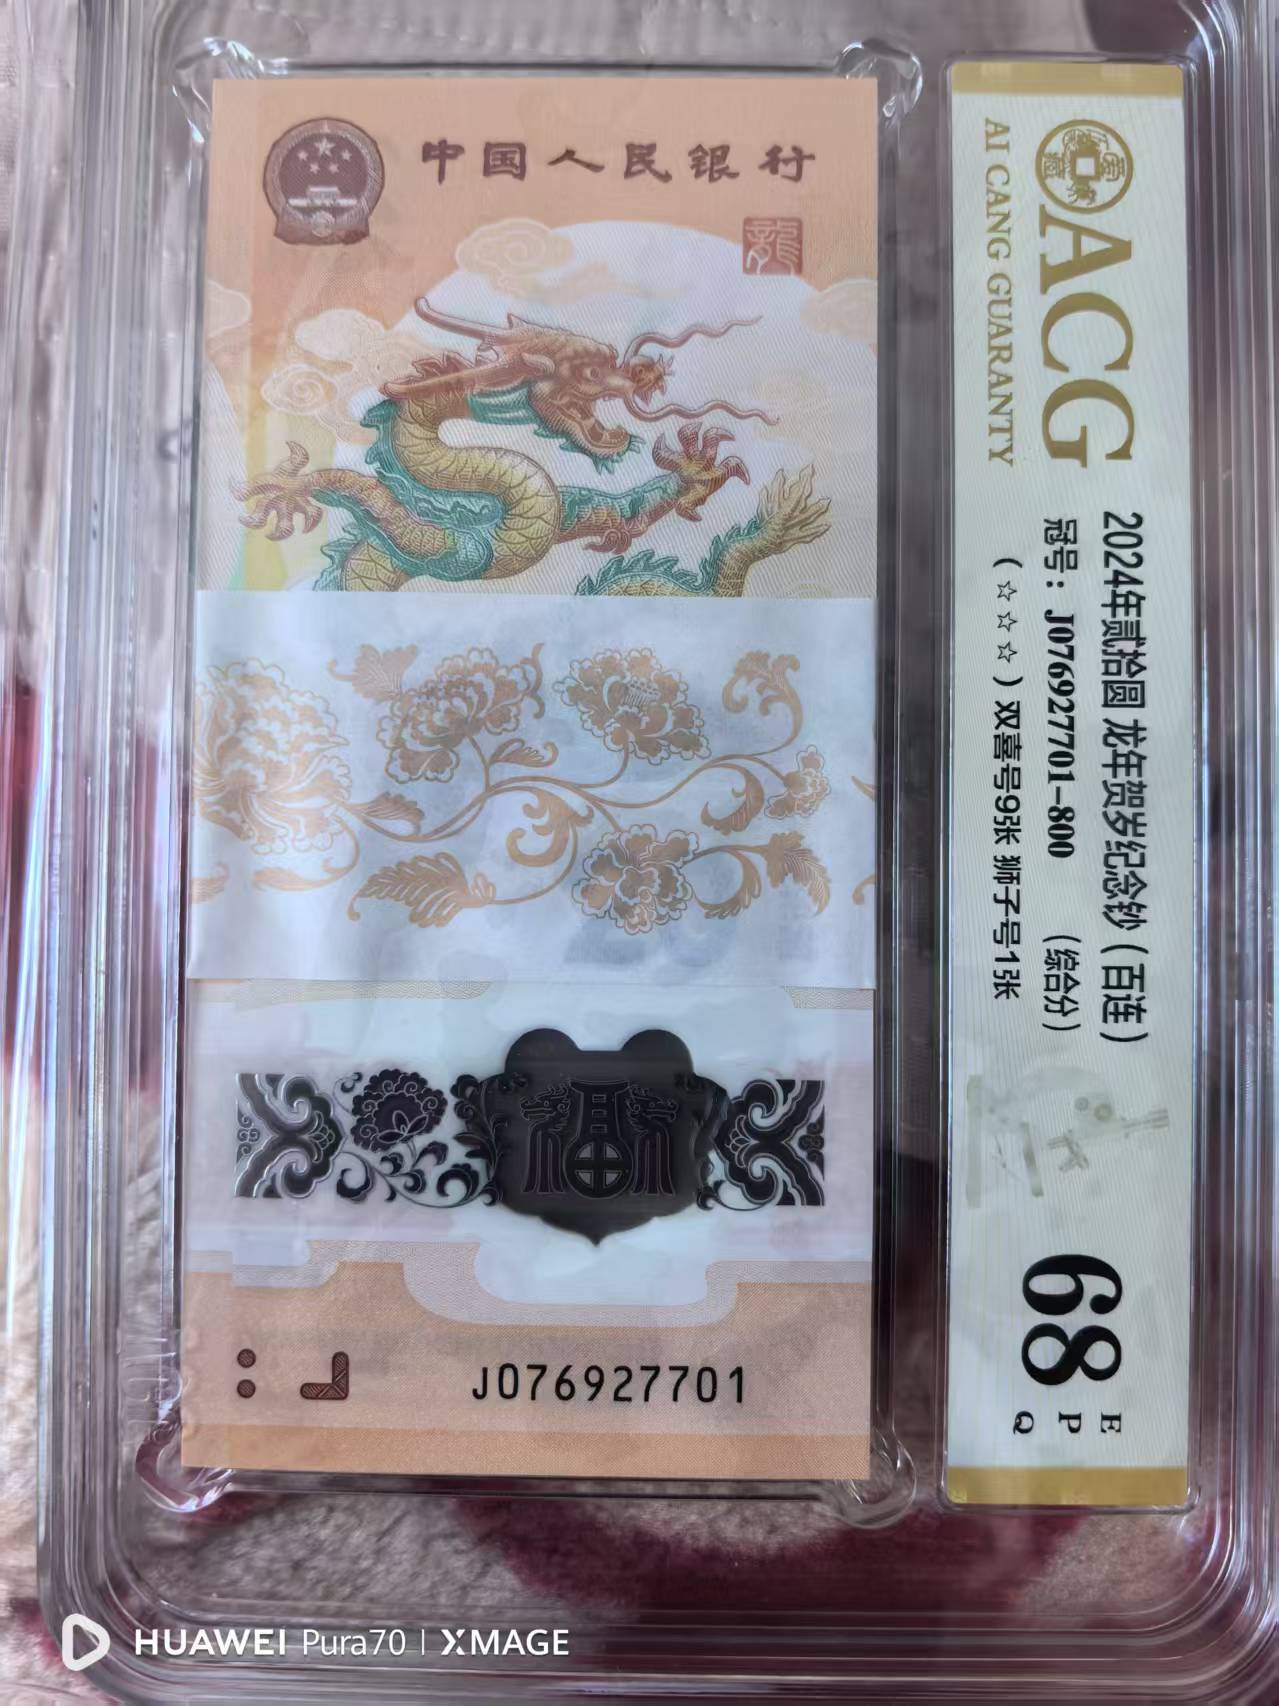 中国人民银行
龍
福
J076927701
ACG
AI CANG GUARANTY
2024年贰拾圆 龙年贺岁纪念钞（百连）
冠号：J076927701-800 （综合分）
（☆☆☆）双喜号9张 狮子号1张
68
E
P
Q
HUAWEI Pura70 | XMAGE